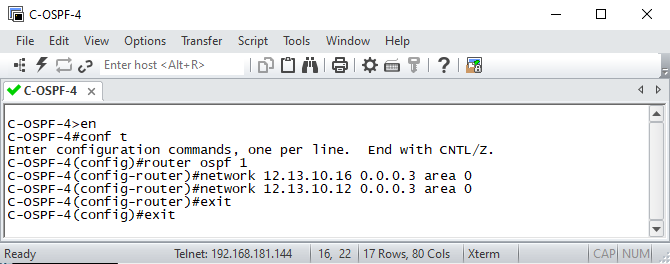 C-OSPF-4
File Edit View Options Transfer Script Tools Window Help
Enter host <Alt+R>
C-OSPF-4
C-OSPF-4>en
C-OSPF-4#conf t
Enter configuration commands, one per line.  End with CNTL/Z.
C-OSPF-4(config)#router ospf 1
C-OSPF-4(config-router)#network 12.13.10.16 0.0.0.3 area 0
C-OSPF-4(config-router)#network 12.13.10.12 0.0.0.3 area 0
C-OSPF-4(config-router)#exit
C-OSPF-4(config)#exit
Ready Telnet: 192.168.181.144 16, 22 17 Rows, 80 Cols Xterm CAP NUM